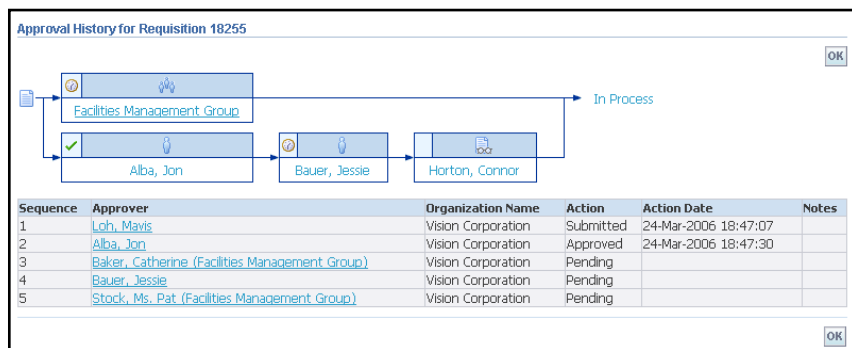 Approval History for Requisition 18255
OK
Facilities Management Group
In Process
Alba, Jon
Bauer, Jessie
Horton, Connor
Sequence Approver Organization Name Action Action Date Notes
1 Loh, Mavis Vision Corporation Submitted 24-Mar-2006 18:47:07
2 Alba, Jon Vision Corporation Approved 24-Mar-2006 18:47:30
3 Baker, Catherine (Facilities Management Group) Vision Corporation Pending
4 Bauer, Jessie Vision Corporation Pending
5 Stock, Ms. Pat (Facilities Management Group) Vision Corporation Pending
OK